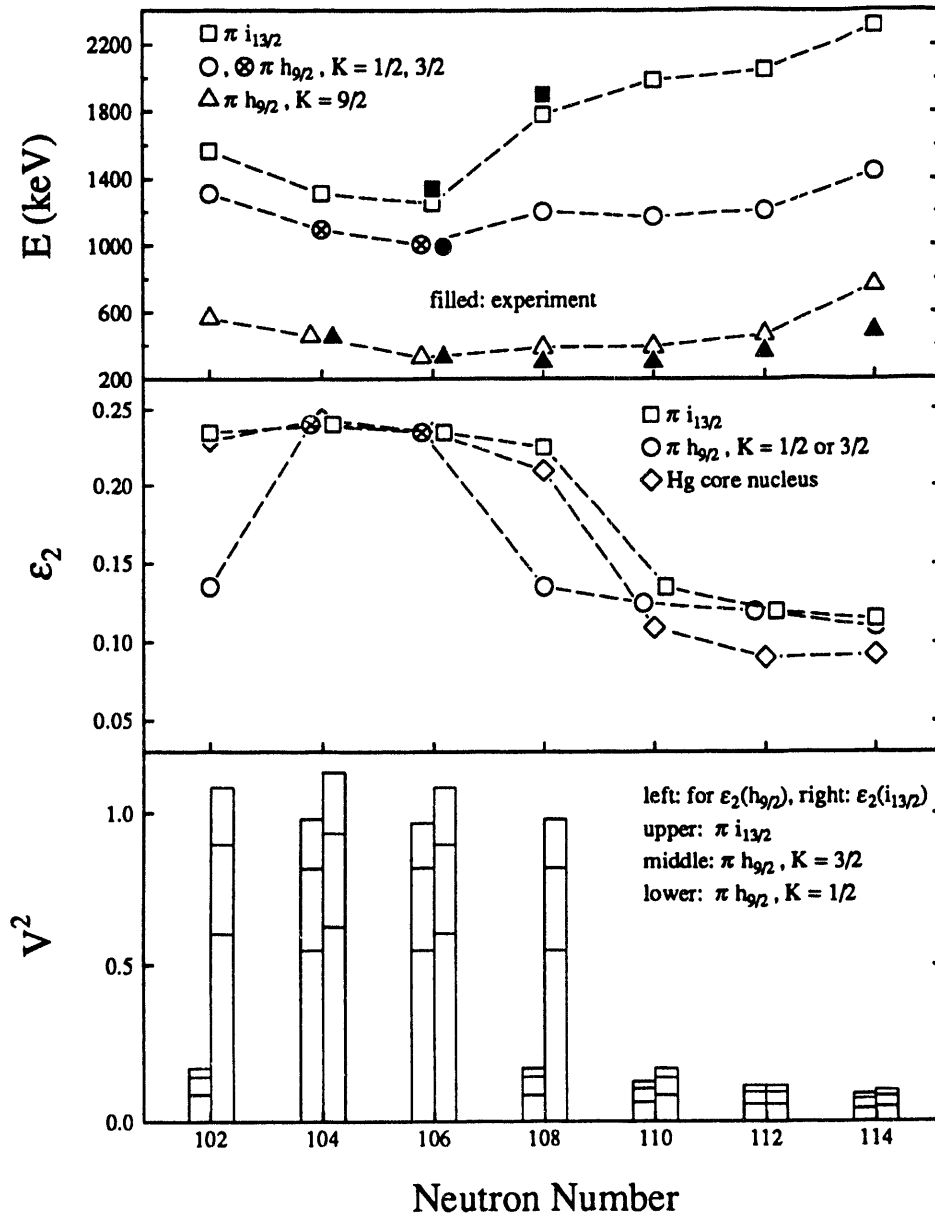 2200
1800
1400
1000
600
200
E (keV)
□ π i13/2
○, ⊗ π h9/2 , K = 1/2, 3/2
△ π h9/2 , K = 9/2
filled: experiment
0.25
0.20
0.15
0.10
0.05
ε2
□ π i13/2
○ π h9/2 , K = 1/2 or 3/2
◇ Hg core nucleus
1.0
0.5
0.0
V2
left: for ε2(h9/2), right: ε2(i13/2)
upper: π i13/2
middle: π h9/2 , K = 3/2
lower: π h9/2 , K = 1/2
102 104 106 108 110 112 114
Neutron Number